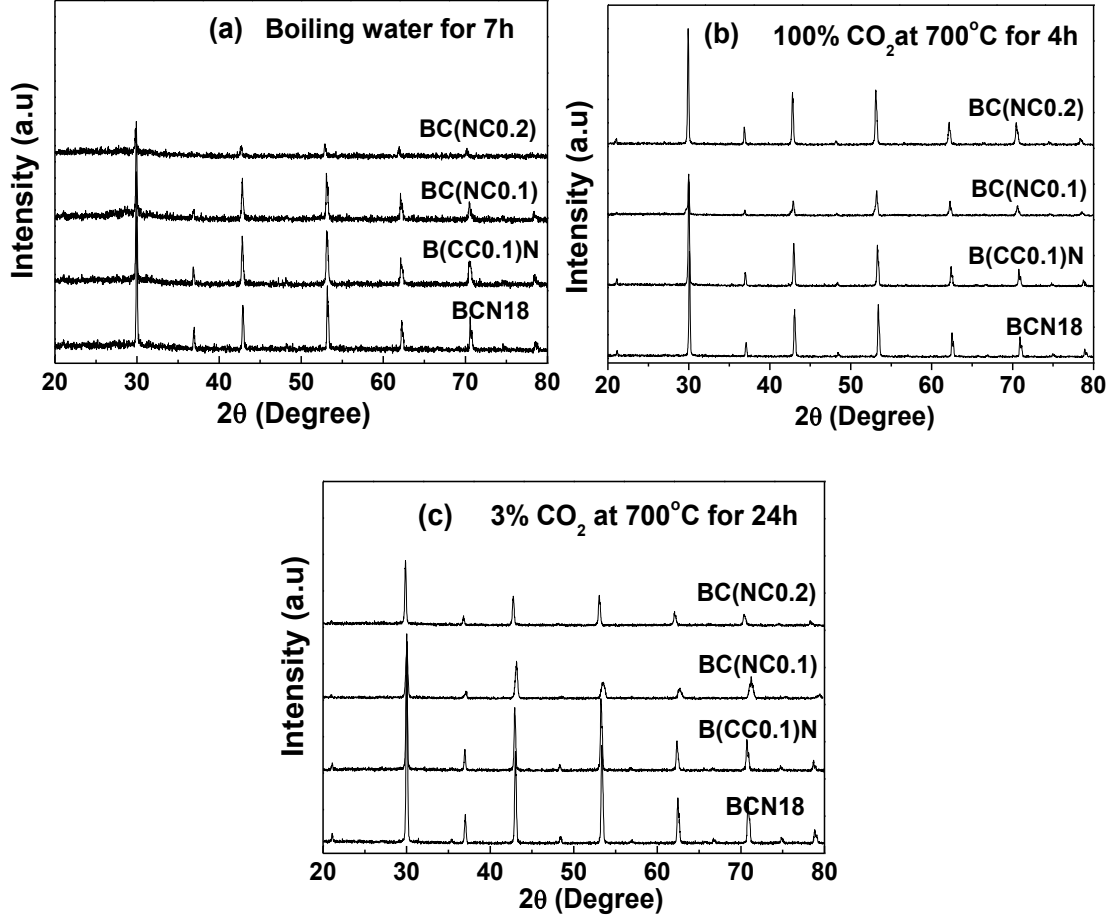 (a) Boiling water for 7h
BC(NC0.2)
BC(NC0.1)
B(CC0.1)N
BCN18
Intensity (a.u)
20 30 40 50 60 70 80
2θ (Degree)
(b) 100% CO₂at 700°C for 4h
BC(NC0.2)
BC(NC0.1)
B(CC0.1)N
BCN18
Intensity (a.u)
20 30 40 50 60 70 80
2θ (Degree)
(c) 3% CO₂ at 700°C for 24h
BC(NC0.2)
BC(NC0.1)
B(CC0.1)N
BCN18
Intensity (a.u)
20 30 40 50 60 70 80
2θ (Degree)